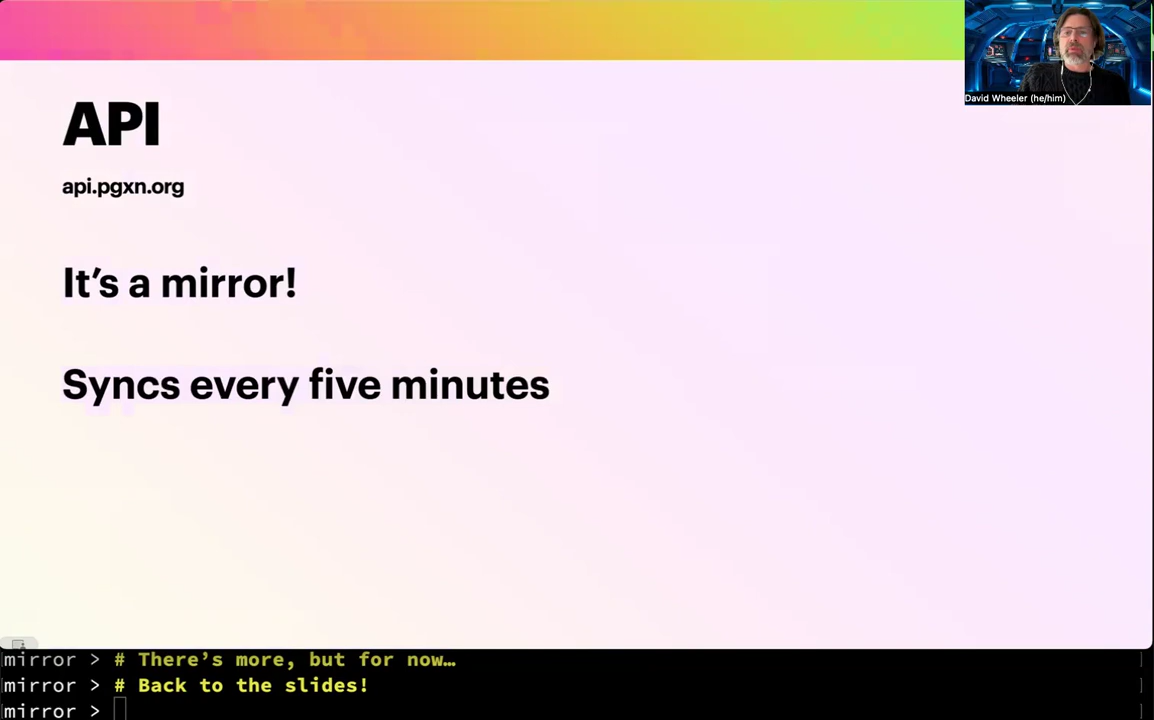 API
api.pgxn.org
It's a mirror!
Syncs every five minutes
David Wheeler (he/him)
mirror > # There's more, but for now…
mirror > # Back to the slides!
mirror >